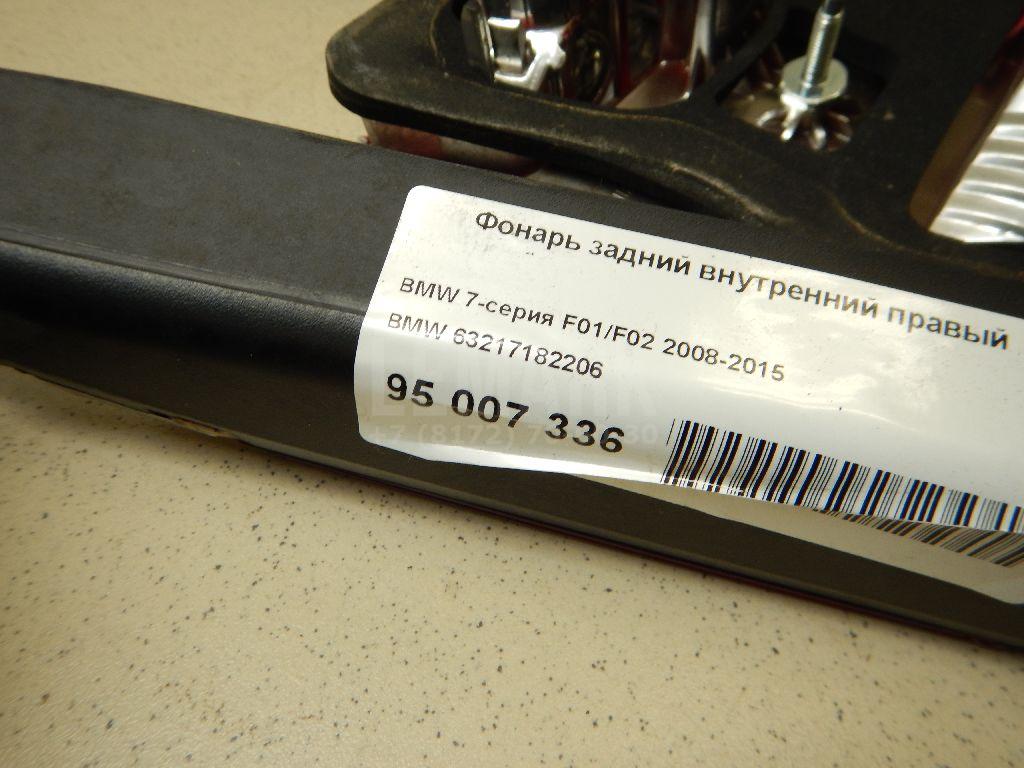 Фонарь задний внутренний правый
BMW 7-серия F01/F02 2008-2015
BMW 63217182206
95 007 336